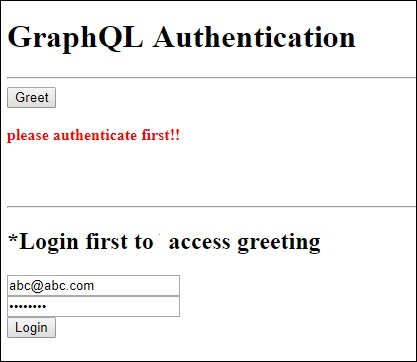 GraphQL Authentication
Greet
please authenticate first!!
*Login first to access greeting
abc@abc.com
••••••••
Login